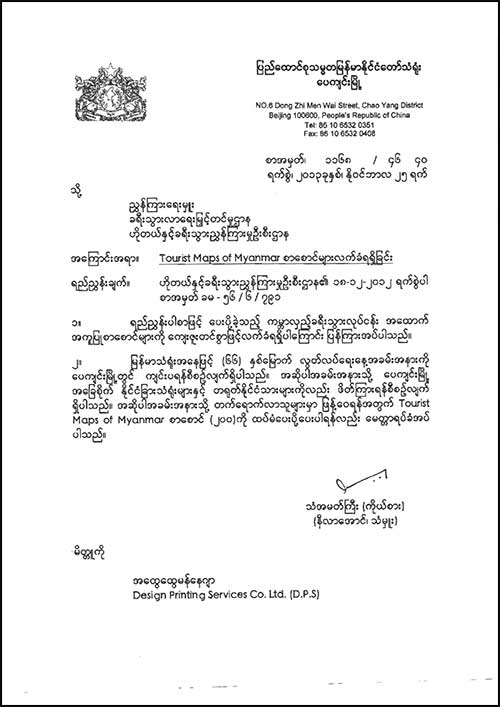 ပြည်ထောင်စုသမ္မတမြန်မာနိုင်ငံတော်သံရုံး
ပေကျင်းမြို့
NO.6 Dong Zhi Men Wai Street, Chao Yang District
Beijing 100600, People's Republic of China
Tel: 86 10 6532 0351
Fax: 86 10 6532 0408
စာအမှတ်၊ ၁၁၆၈ / ၄၆ ၄၀
ရက်စွဲ၊ ၂၀၁၃ခုနှစ်၊ နိုဝင်ဘာလ ၂၅ ရက်
သို့
ညွှန်ကြားရေးမှူး
ခရီးသွားလာရေးမြှင့်တင်မှုဌာန
ဟိုတယ်နှင့်ခရီးသွားညွှန်ကြားမှုဦးစီးဌာန
အကြောင်းအရာ။ Tourist Maps of Myanmar စာစောင်များလက်ခံရရှိခြင်း
ရည်ညွှန်းချက်။ ဟိုတယ်နှင့်ခရီးသွားညွှန်ကြားမှုဦးစီးဌာန၏ ၁၈-၁၂-၂၀၁၂ ရက်စွဲပါ
စာအမှတ် ခမ - ၅၆ / ၆ / ၇၉၁
၁။ ရည်ညွှန်းပါစာဖြင့် ပေးပို့ခဲ့သည့် ကမ္ဘာလှည့်ခရီးသွားလုပ်ငန်း အထောက်
အကူပြုစာစောင်များကို ကျေးဇူးတင်စွာဖြင့်လက်ခံရရှိပါကြောင်း ပြန်ကြားအပ်ပါသည်။
၂။ မြန်မာသံရုံးအနေဖြင့် (၆၆) နှစ်မြောက် လွတ်လပ်ရေးနေ့အခမ်းအနားကို
ပေကျင်းမြို့တွင် ကျင်းပရန်စီစဉ်လျက်ရှိပါသည်။ အဆိုပါအခမ်းအနားသို့ ပေကျင်းမြို့
အခြေစိုက် နိုင်ငံခြားသံရုံးများနှင့် တရုတ်နိုင်ငံသားများကိုလည်း ဖိတ်ကြားရန်စီစဉ်လျက်
ရှိပါသည်။ အဆိုပါအခမ်းအနားသို့ တက်ရောက်လာသူများမှာ ဖြန့်ဝေရန်အတွက် Tourist
Maps of Myanmar စာစောင် (၂၀၀)ကို ထပ်မံပေးပို့ပေးပါရန်လည်း မေတ္တာရပ်ခံအပ်
ပါသည်။
သံအမတ်ကြီး (ကိုယ်စား)
(နီလာအောင်၊ သံမှူး)
မိတ္တူကို
အထွေထွေမန်နေဂျာ
Design Printing Services Co. Ltd. (D.P.S)